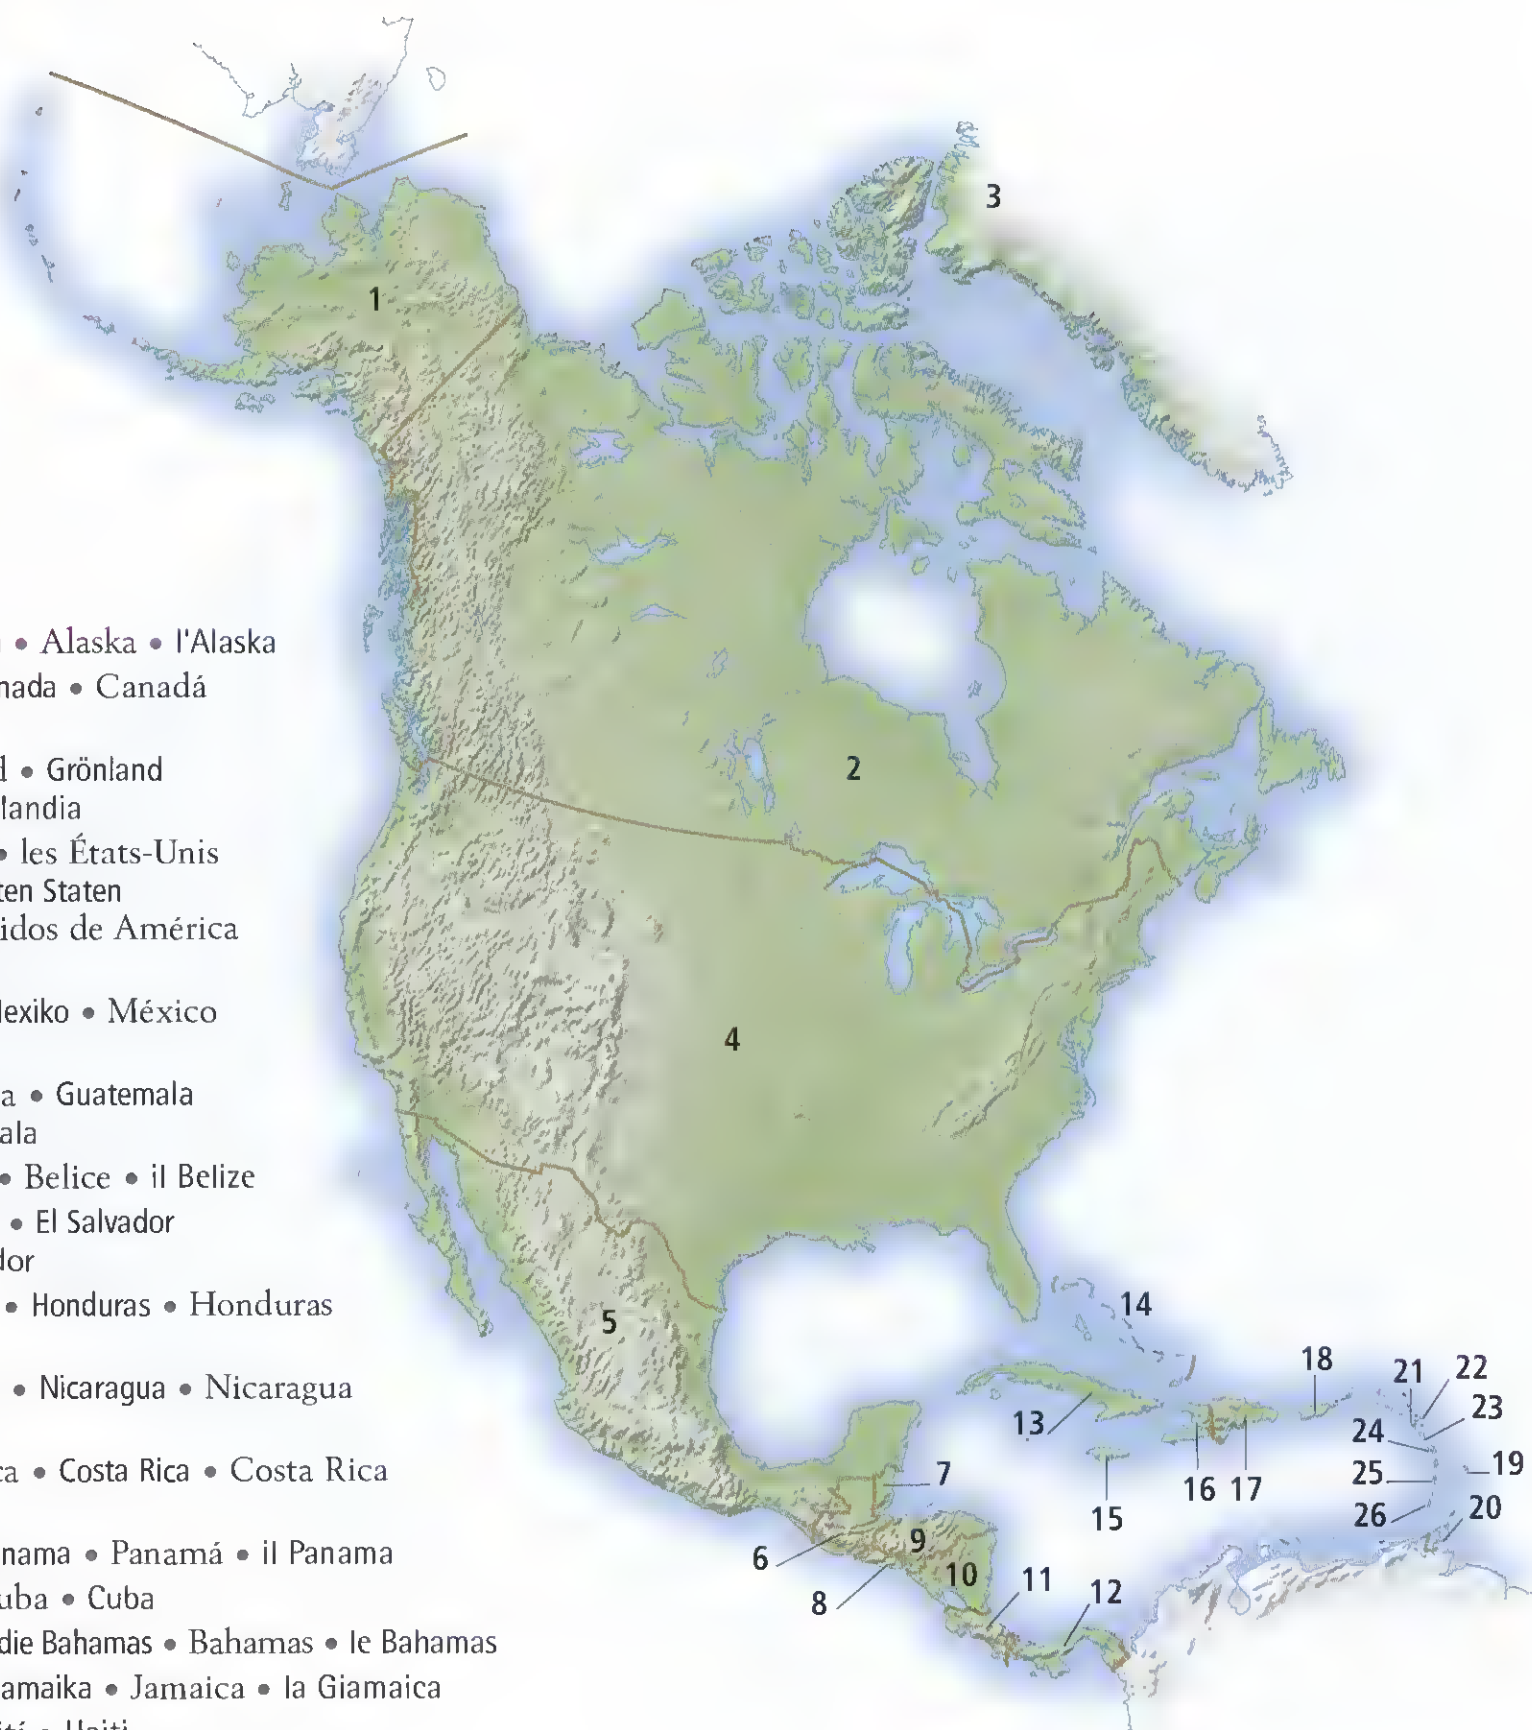 3
1
• Alaska • l'Alaska
nada • Canadá
• Grönland
landia
• les États-Unis
ten Staten
idos de América
exiko • México
a • Guatemala
ala
• Belice • il Belize
• El Salvador
dor
• Honduras • Honduras
• Nicaragua • Nicaragua
ca • Costa Rica • Costa Rica
nama • Panamá • il Panama
uba • Cuba
die Bahamas • Bahamas • le Bahamas
amaika • Jamaica • la Giamaica
2
4
5
14
18
21
22
23
13
24
7
25
19
16
17
15
26
20
9
6
10
11
12
8